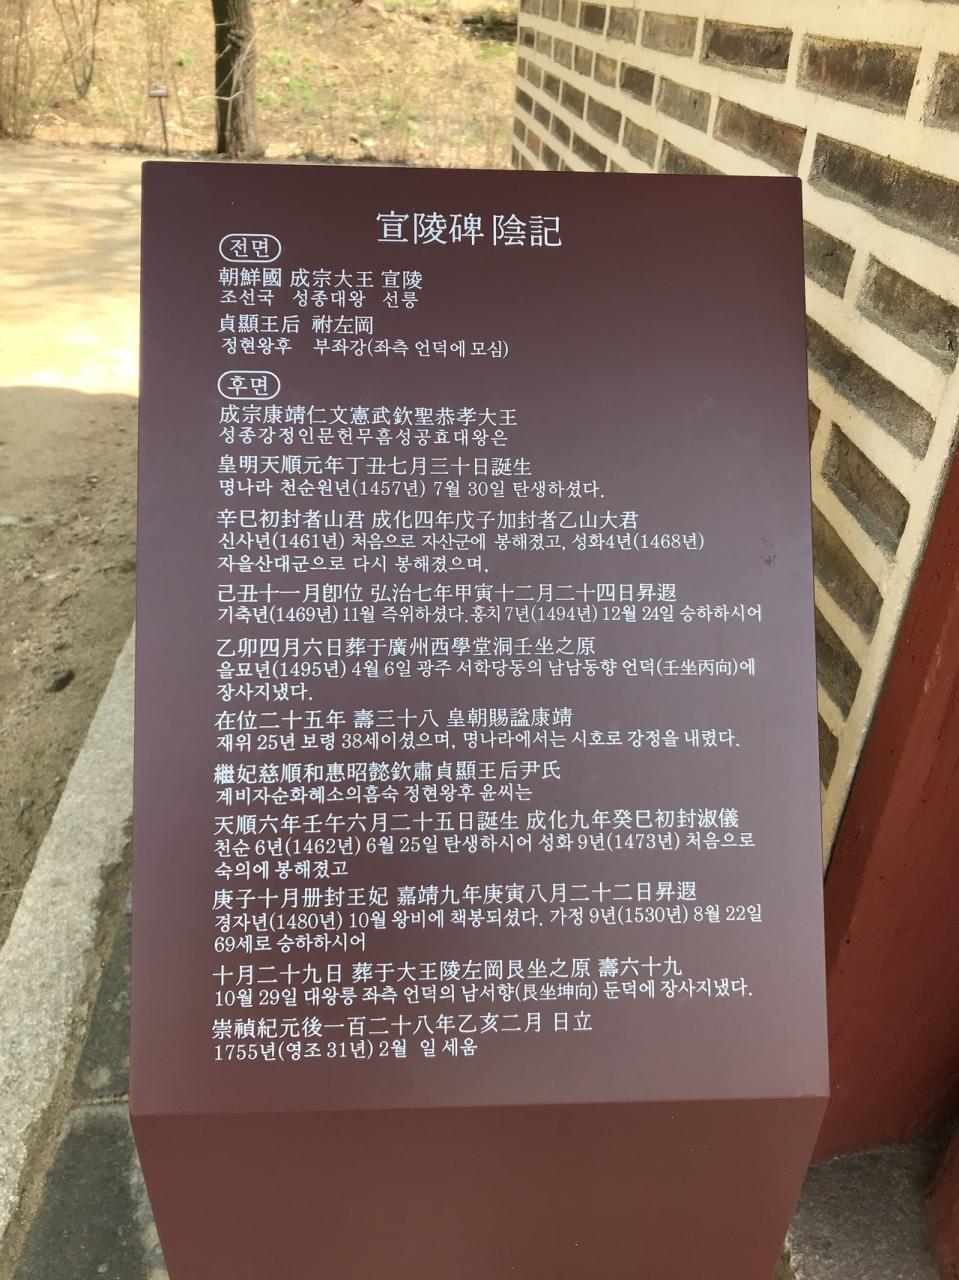 宣陵碑 陰記
전면
朝鮮國 成宗大王 宣陵
조선국 성종대왕 선릉
貞顯王后 祔左岡
정현왕후 부좌강(좌측 언덕에 모심)
후면
成宗康靖仁文憲武欽聖恭孝大王
성종강정인문헌무흠성공효대왕은
皇明天順元年丁丑七月三十日誕生
명나라 천순원년(1457년) 7월 30일 탄생하셨다.
辛巳初封者山君 成化四年戊子加封者乙山大君
신사년(1461년) 처음으로 자산군에 봉해졌고, 성화4년(1468년)
자을산대군으로 다시 봉해졌으며,
己丑十一月卽位 弘治七年甲寅十二月二十四日昇遐
기축년(1469년) 11월 즉위하셨다.홍치 7년(1494년) 12월 24일 승하하시어
乙卯四月六日葬于廣州西學堂洞壬坐之原
을묘년(1495년) 4월 6일 광주 서학당동의 남남동향 언덕(壬坐丙向)에
장사지냈다.
在位二十五年 壽三十八 皇朝賜諡康靖
재위 25년 보령 38세이셨으며, 명나라에서는 시호로 강정을 내렸다.
繼妃慈順和惠昭懿欽肅貞顯王后尹氏
계비자순화혜소의흠숙 정현왕후 윤씨는
天順六年壬午六月二十五日誕生 成化九年癸巳初封淑儀
천순 6년(1462년) 6월 25일 탄생하시어 성화 9년(1473년) 처음으로
숙의에 봉해졌고
庚子十月册封王妃 嘉靖九年庚寅八月二十二日昇遐
경자년(1480년) 10월 왕비에 책봉되셨다. 가정 9년(1530년) 8월 22일
69세로 승하하시어
十月二十九日 葬于大王陵左岡艮坐之原 壽六十九
10월 29일 대왕릉 좌측 언덕의 남서향(艮坐坤向) 둔덕에 장사지냈다.
崇禎紀元後一百二十八年乙亥二月 日立
1755년(영조 31년) 2월 일 세움